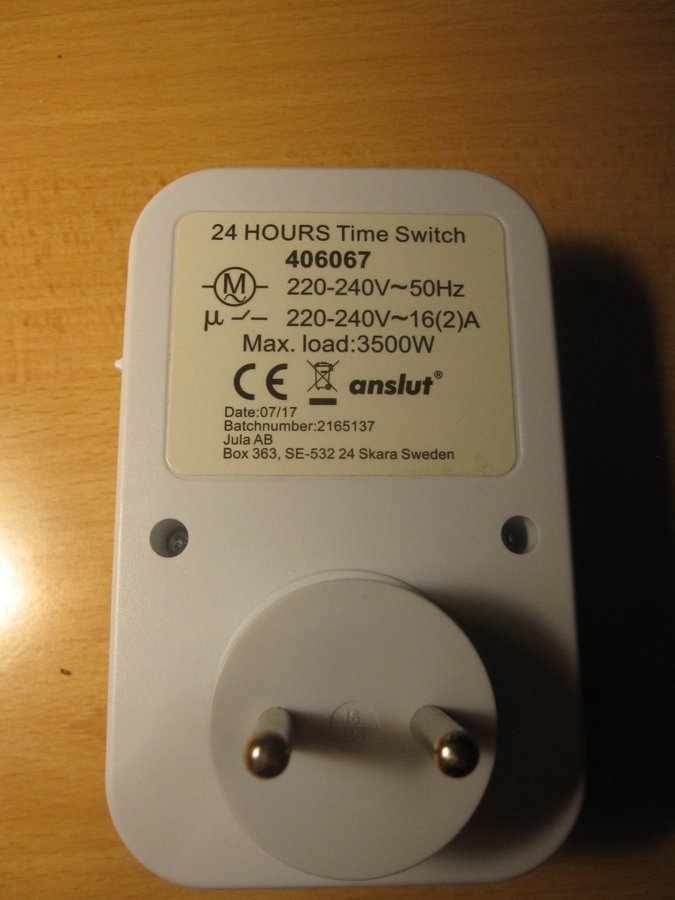 24 HOURS Time Switch
406067
M 220-240V~50Hz
µ 220-240V~16(2)A
Max. load:3500W
CE anslut®
Date:07/17
Batchnumber:2165137
Jula AB
Box 363, SE-532 24 Skara Sweden
16